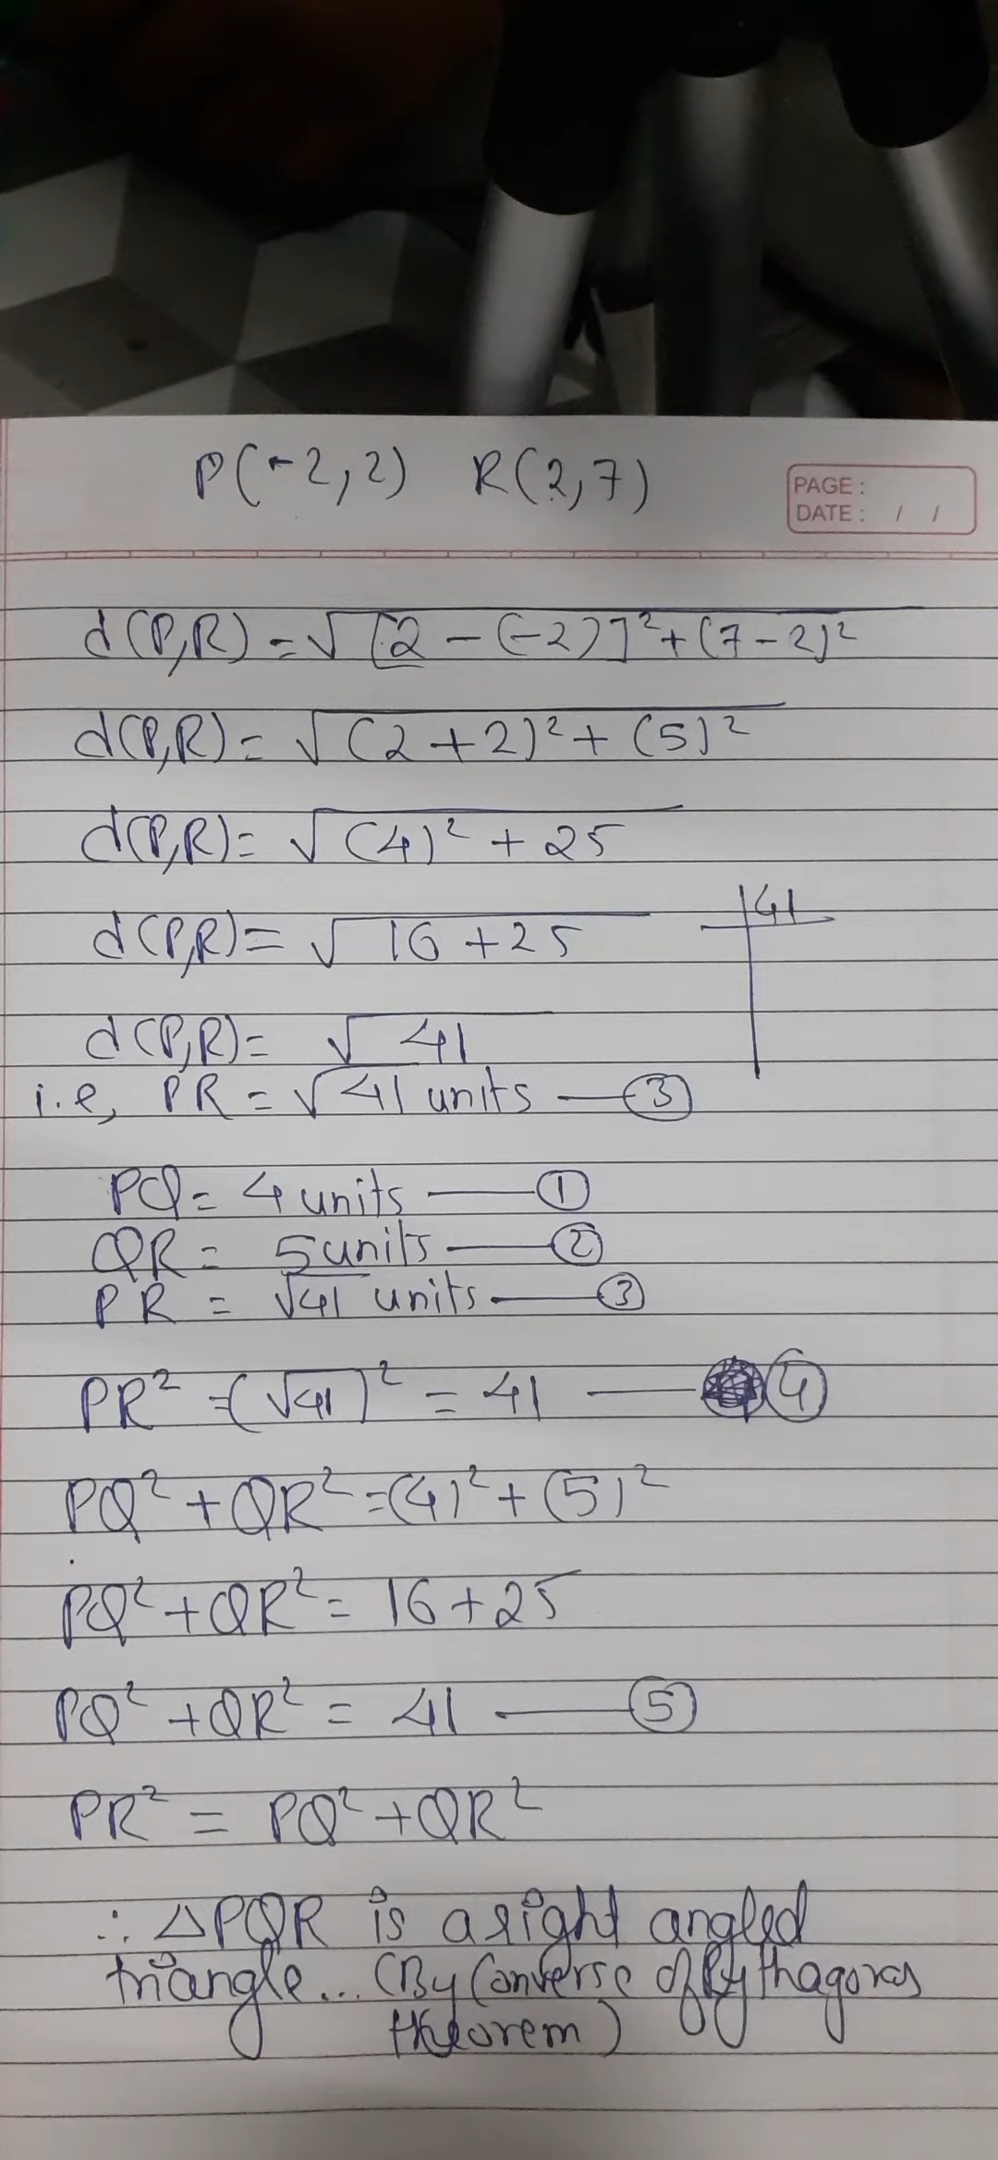 P(-2,2) R(2,7)
PAGE :
DATE : / /
d(P,R) = √[2-(-2)]²+(7-2)²
d(P,R) = √(2+2)²+(5)²
d(P,R) = √(4)²+25
d(P,R) = √16+25
41
d(P,R) = √41
i.e, PR = √41 units — ③
PQ = 4 units — ①
QR = 5 units — ②
PR = √41 units — ③
PR² = (√41)² = 41 — ④
PQ²+QR² = (4)²+(5)²
PQ²+QR² = 16+25
PQ²+QR² = 41 — ⑤
PR² = PQ²+QR²
∴ △PQR is a right angled
triangle... (By Converse of Pythagoras
theorem)